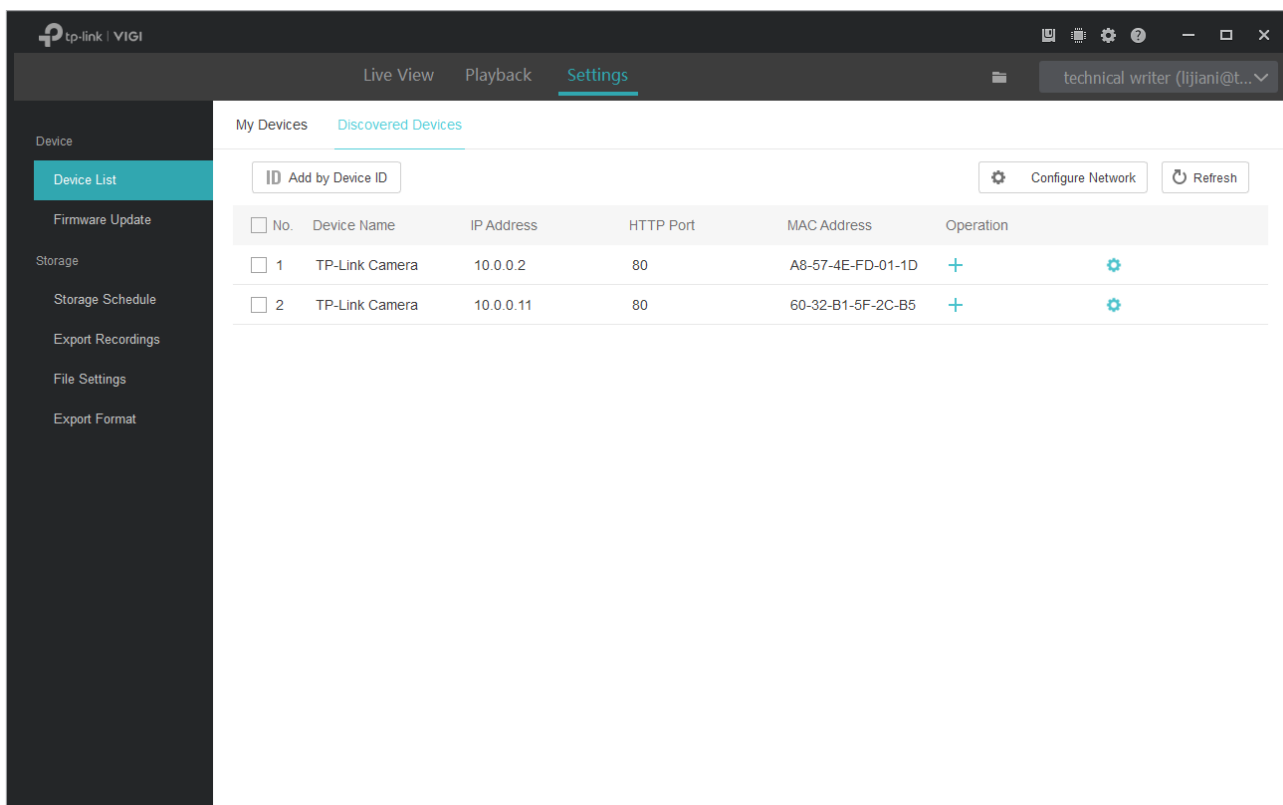 tp-link | VIGI
Live View Playback Settings technical writer (lijiani@t...
My Devices Discovered Devices
Device
Device List
Firmware Update
Storage
Storage Schedule
Export Recordings
File Settings
Export Format
ID Add by Device ID Configure Network Refresh
No. Device Name IP Address HTTP Port MAC Address Operation
1 TP-Link Camera 10.0.0.2 80 A8-57-4E-FD-01-1D
2 TP-Link Camera 10.0.0.11 80 60-32-B1-5F-2C-B5